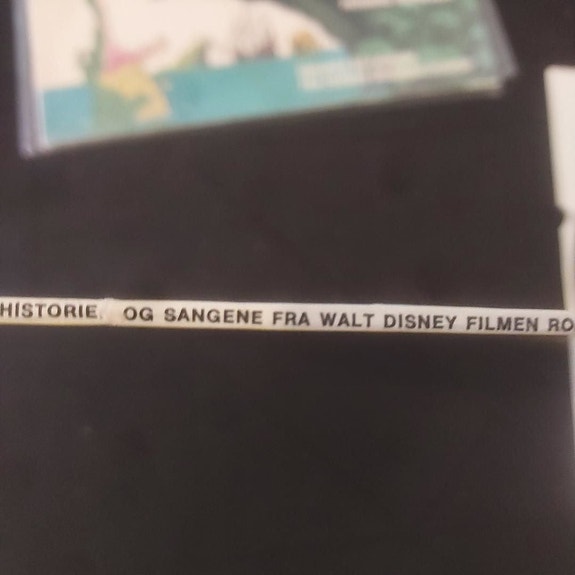 HISTORIE OG SANGENE FRA WALT DISNEY FILMEN RO